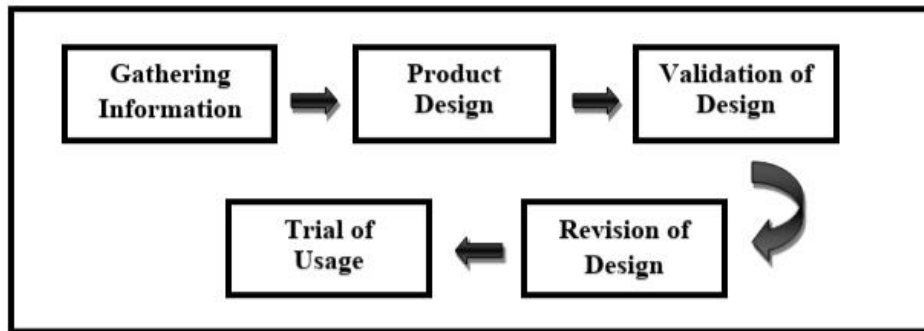 Gathering
Information
Product
Design
Validation of
Design
Revision of
Design
Trial of
Usage